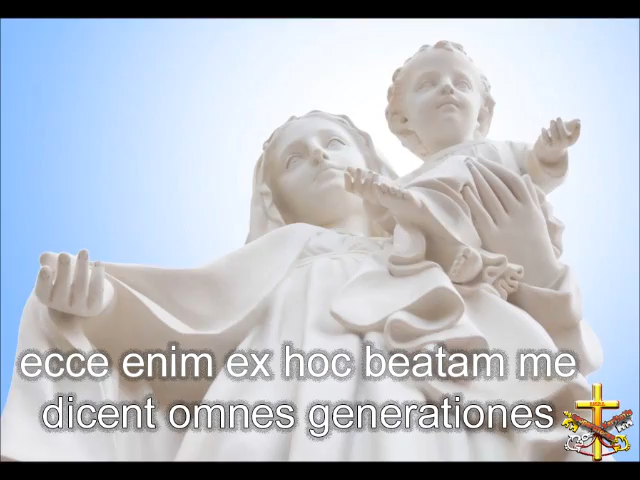 ecce enim ex hoc beatam me
dicent omnes generationes